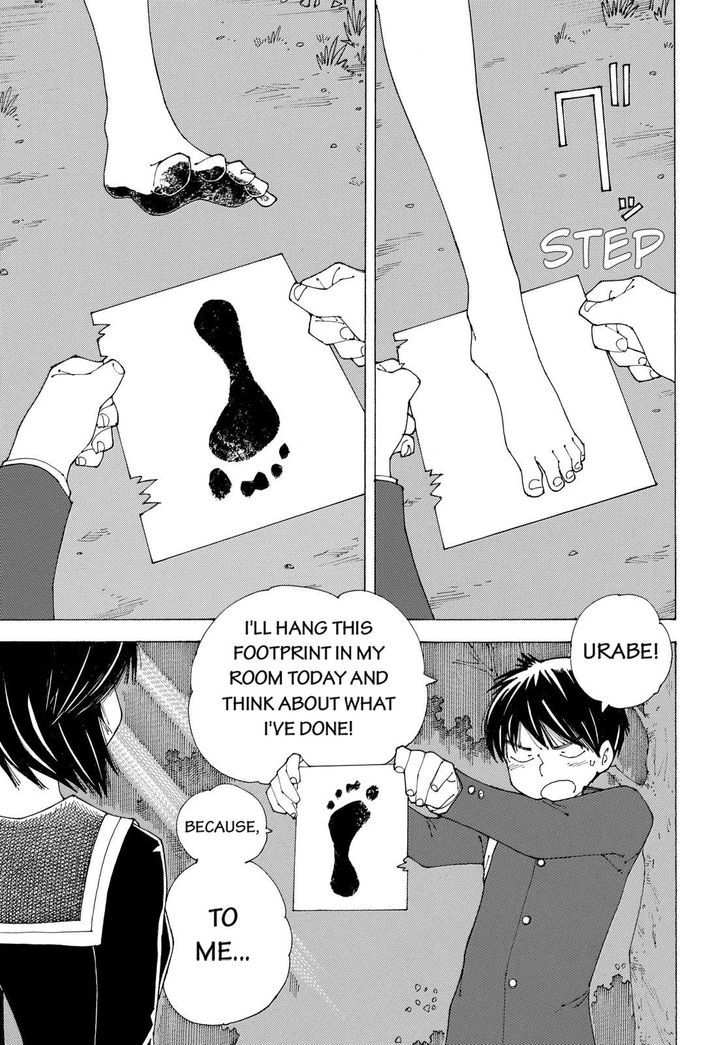 グッ
STEP
URABE!
I'LL HANG THIS
FOOTPRINT IN MY
ROOM TODAY AND
THINK ABOUT WHAT
I'VE DONE!
BECAUSE,
TO
ME...